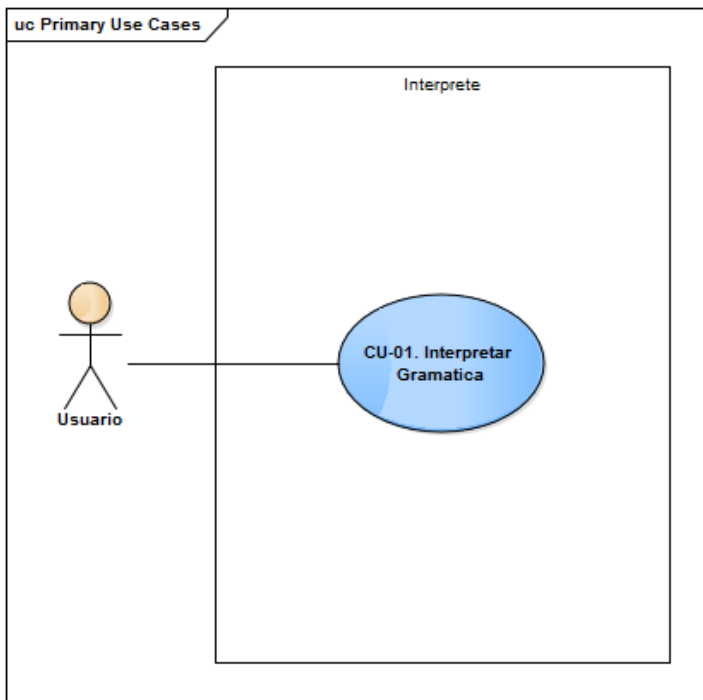 uc Primary Use Cases
Interprete
CU-01. Interpretar
Gramatica
Usuario